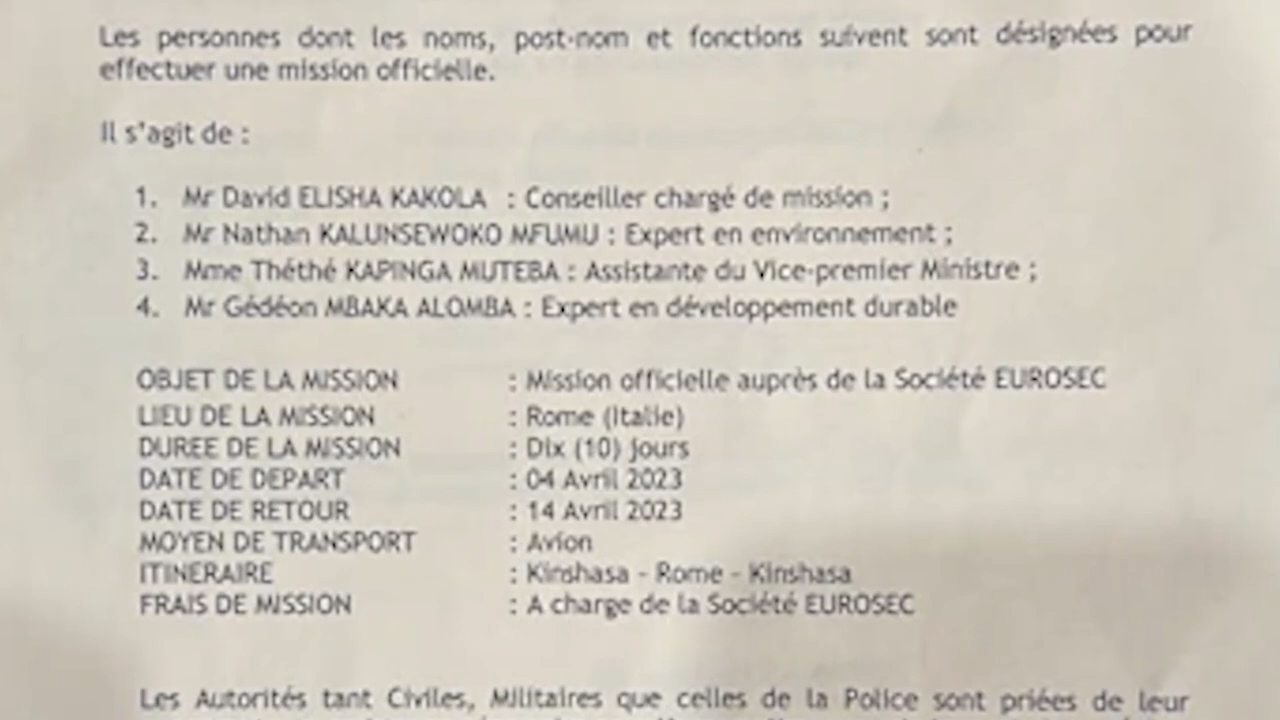 Les personnes dont les noms, post-nom et fonctions suivent sont désignées pour
effectuer une mission officielle.
Il s'agit de :
1. Mr David ELISHA KAKOLA : Conseiller chargé de mission ;
2. Mr Nathan KALUNSEWOKO MFUMU : Expert en environnement ;
3. Mme Théthé KAPINGA MUTEBA : Assistante du Vice-premier Ministre ;
4. Mr Gédéon MBAKA ALOMBA : Expert en développement durable
OBJET DE LA MISSION : Mission officielle auprès de la Société EUROSEC
LIEU DE LA MISSION : Rome (Italie)
DUREE DE LA MISSION : Dix (10) jours
DATE DE DEPART : 04 Avril 2023
DATE DE RETOUR : 14 Avril 2023
MOYEN DE TRANSPORT : Avion
ITINERAIRE : Kinshasa - Rome - Kinshasa
FRAIS DE MISSION : A charge de la Société EUROSEC
Les Autorités tant Civiles, Militaires que celles de la Police sont priées de leur